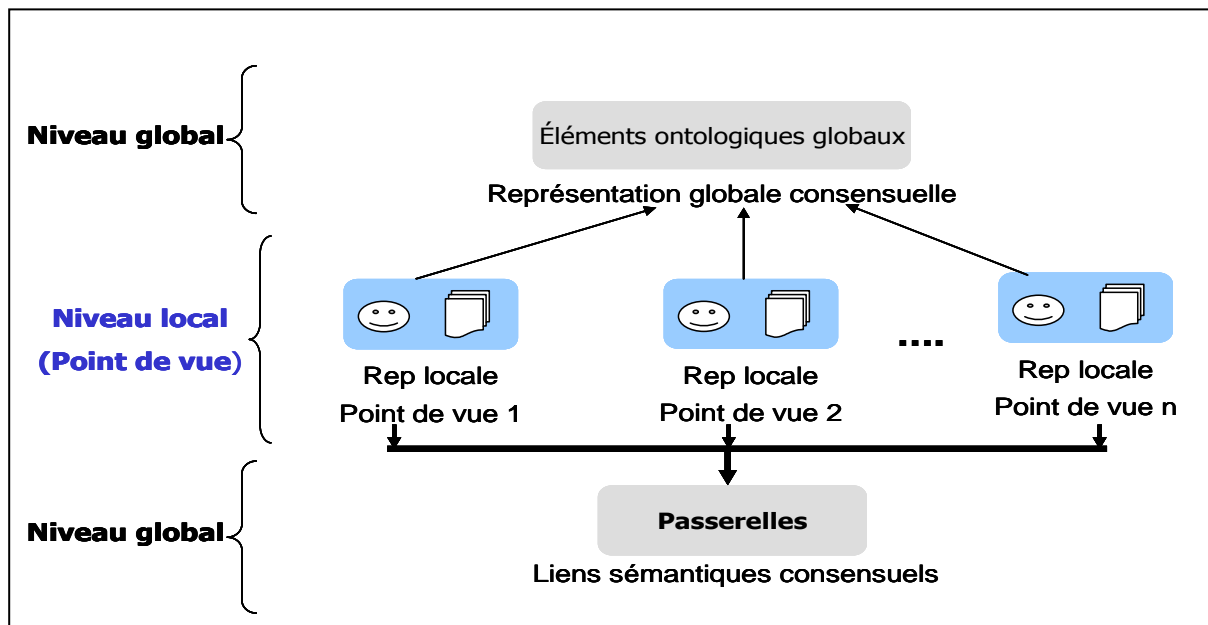 Niveau global
Éléments ontologiques globaux
Représentation globale consensuelle
Niveau local
(Point de vue)
....
Rep locale
Point de vue 1
Rep locale
Point de vue 2
Rep locale
Point de vue n
Niveau global
Passerelles
Liens sémantiques consensuels